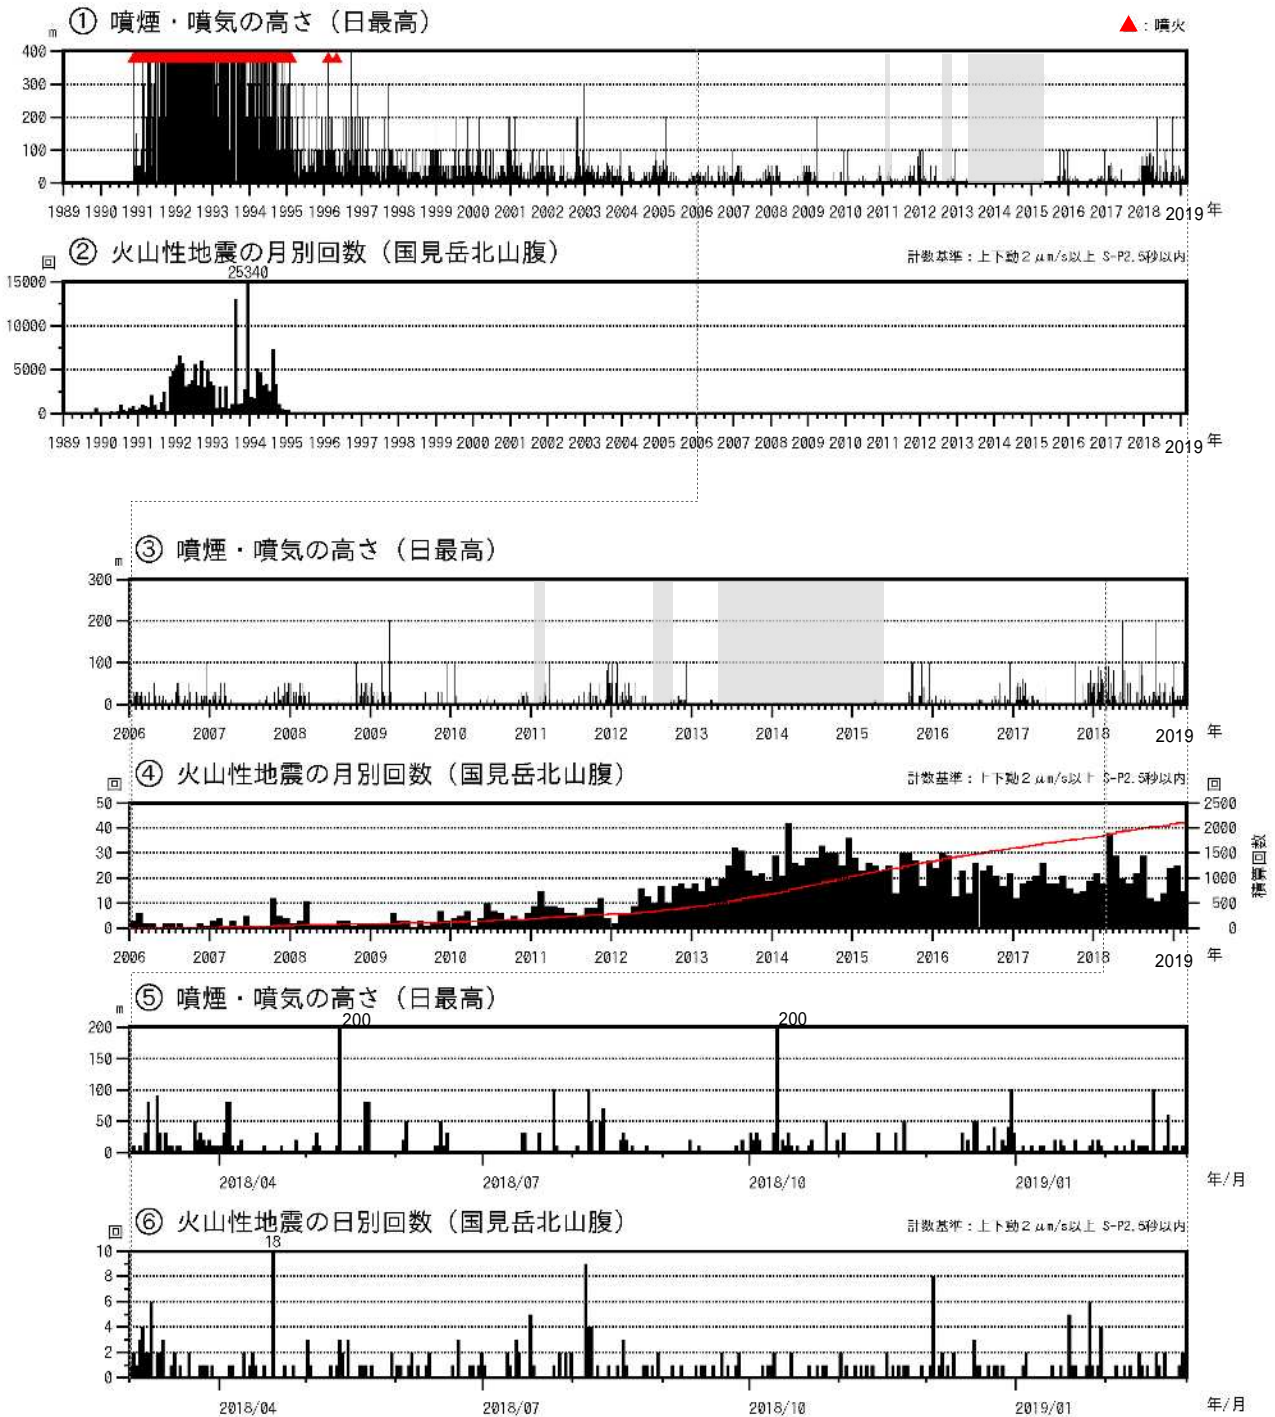 ① 噴煙・噴気の高さ（日最高）
▲：噴火
m
400
300
200
100
0
1989 1990 1991 1992 1993 1994 1995 1996 1997 1998 1999 2000 2001 2002 2003 2004 2005 2006 2007 2008 2009 2010 2011 2012 2013 2014 2015 2016 2017 2018 2019 年
② 火山性地震の月別回数（国見岳北山腹）
計数基準：上下動２μm/s以上 S-P2.5秒以内
回
25340
15000
10000
5000
0
1989 1990 1991 1992 1993 1994 1995 1996 1997 1998 1999 2000 2001 2002 2003 2004 2005 2006 2007 2008 2009 2010 2011 2012 2013 2014 2015 2016 2017 2018 2019 年
③ 噴煙・噴気の高さ（日最高）
m
300
200
100
0
2006 2007 2008 2009 2010 2011 2012 2013 2014 2015 2016 2017 2018 2019 年
④ 火山性地震の月別回数（国見岳北山腹）
計数基準：上下動２μm/s以上 S-P2.5秒以内
回 回
50 2500
40 2000
30 1500
20 1000
10 500
0 0
積算回数
2006 2007 2008 2009 2010 2011 2012 2013 2014 2015 2016 2017 2018 2019 年
⑤ 噴煙・噴気の高さ（日最高）
m
200 200
200
150
100
50
0
2018/04 2018/07 2018/10 2019/01 年/月
⑥ 火山性地震の日別回数（国見岳北山腹）
計数基準：上下動２μm/s以上 S-P2.5秒以内
回
18
10
8
6
4
2
0
2018/04 2018/07 2018/10 2019/01 年/月